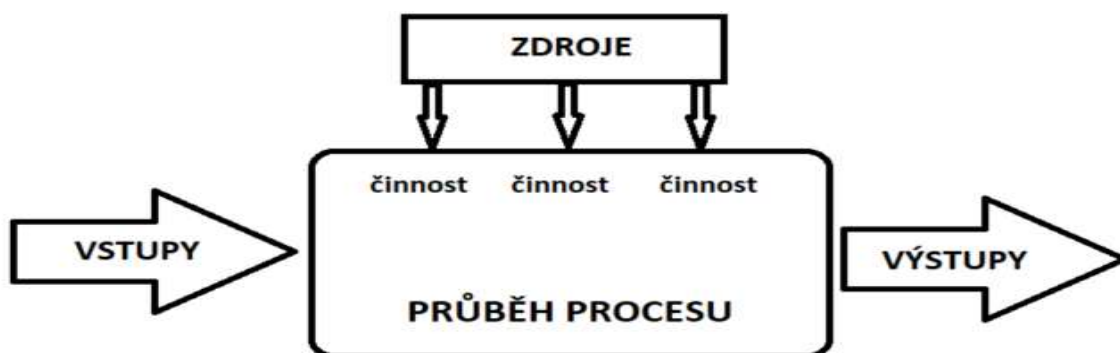 ZDROJE
činnost činnost činnost
VSTUPY
VÝSTUPY
PRŮBĚH PROCESU